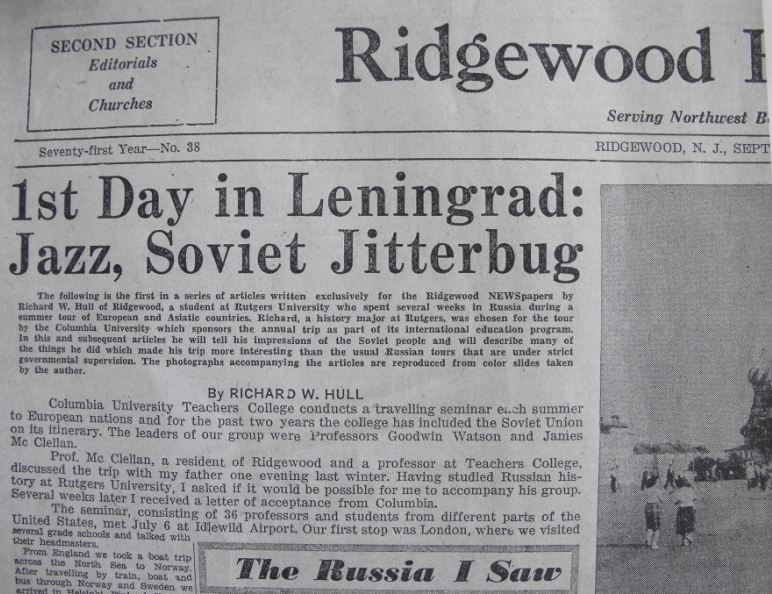 SECOND SECTION
Editorials
and
Churches
Ridgewood
Serving Northwest B
Seventy-first Year—No. 38
RIDGEWOOD, N. J., SEPT
1st Day in Leningrad:
Jazz, Soviet Jitterbug
The following is the first in a series of articles written exclusively for the Ridgewood NEWSpapers by
Richard W. Hull of Ridgewood, a student at Rutgers University who spent several weeks in Russia during a
summer tour of European and Asiatic countries. Richard, a history major at Rutgers, was chosen for the tour
by the Columbia University which sponsors the annual trip as part of its international education program.
In this and subsequent articles he will tell his impressions of the Soviet people and will describe many of
the things he did which made his trip more interesting than the usual Russian tours that are under strict
governmental supervision. The photographs accompanying the articles are reproduced from color slides taken
by the author.
By RICHARD W. HULL
Columbia University Teachers College conducts a travelling seminar each summer
to European nations and for the past two years the college has included the Soviet Union
on its itinerary. The leaders of our group were Professors Goodwin Watson and James
Mc Clellan.
Prof. Mc Clellan, a resident of Ridgewood and a professor at Teachers College,
discussed the trip with my father one evening last winter. Having studied Russian his-
tory at Rutgers University, I asked if it would be possible for me to accompany his group.
Several weeks later I received a letter of acceptance from Columbia.
The seminar, consisting of 36 professors and students from different parts of the
United States, met July 6 at Idlewild Airport. Our first stop was London, where we visited
several grade schools and talked with
their headmasters.
From England we took a boat trip
across the North Sea to Norway.
After travelling by train, boat and
bus through Norway and Sweden we
arrived in Helsinki
The Russia I Saw